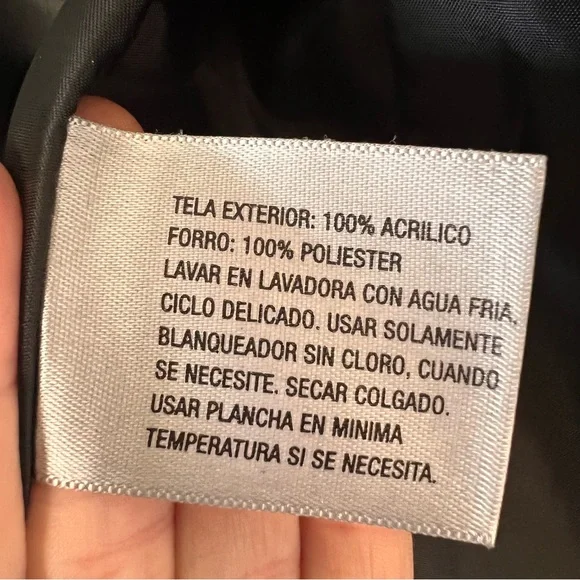 TELA EXTERIOR: 100% ACRILICO
FORRO: 100% POLIESTER
LAVAR EN LAVADORA CON AGUA FRIA.
CICLO DELICADO. USAR SOLAMENTE
BLANQUEADOR SIN CLORO, CUANDO
SE NECESITE. SECAR COLGADO.
USAR PLANCHA EN MINIMA
TEMPERATURA SI SE NECESITA.